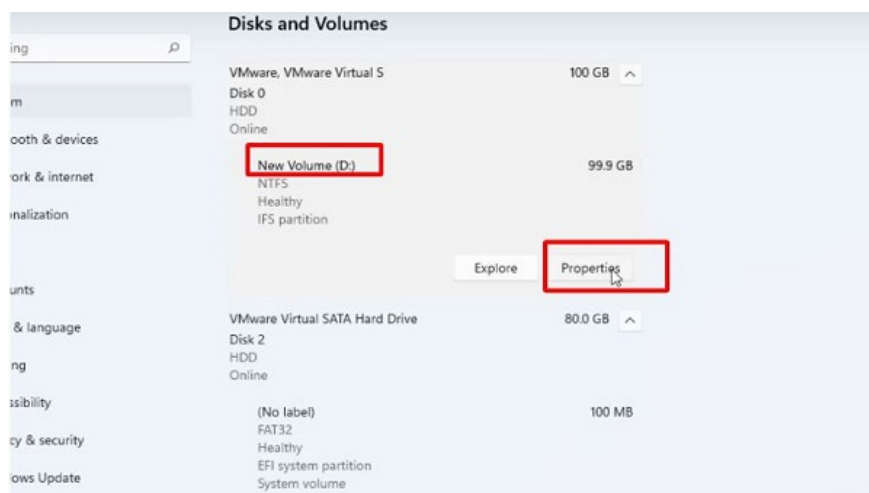 Disks and Volumes
ing
VMware, VMware Virtual S 100 GB
Disk 0
HDD
Online
m
ooth & devices
ork & internet
nalization
unts
& language
ng
ssibility
cy & security
ows Update
New Volume (D:) 99.9 GB
NTFS
Healthy
IFS partition
Explore Properties
VMware Virtual SATA Hard Drive 80.0 GB
Disk 2
HDD
Online
(No label) 100 MB
FAT32
Healthy
EFI system partition
System volume